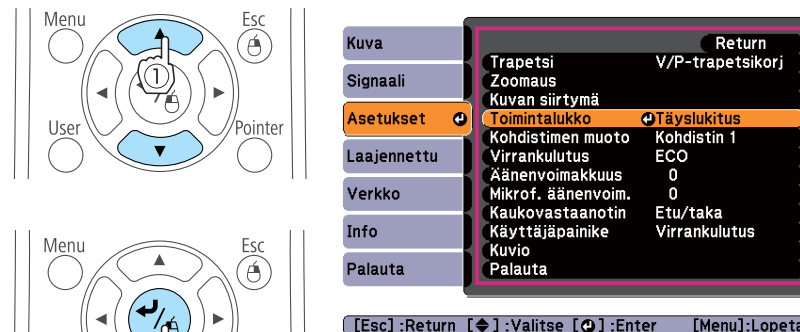 Menu
Esc
1
User
Pointer
Menu
Esc
Kuva
Signaali
Asetukset
Laajennettu
Verkko
Info
Palauta
Return
Trapetsi V/P-trapetsikorj
Zoomaus
Kuvan siirtymä
Toimintalukko Täyslukitus
Kohdistimen muoto Kohdistin 1
Virrankulutus ECO
Äänenvoimakkuus 0
Mikrof. äänenvoim. 0
Kaukovastaanotin Etu/taka
Käyttäjäpainike Virrankulutus
Kuvio
Palauta
[Esc] :Return [◆] :Valitse [⏎] :Enter [Menu]:Lopeta